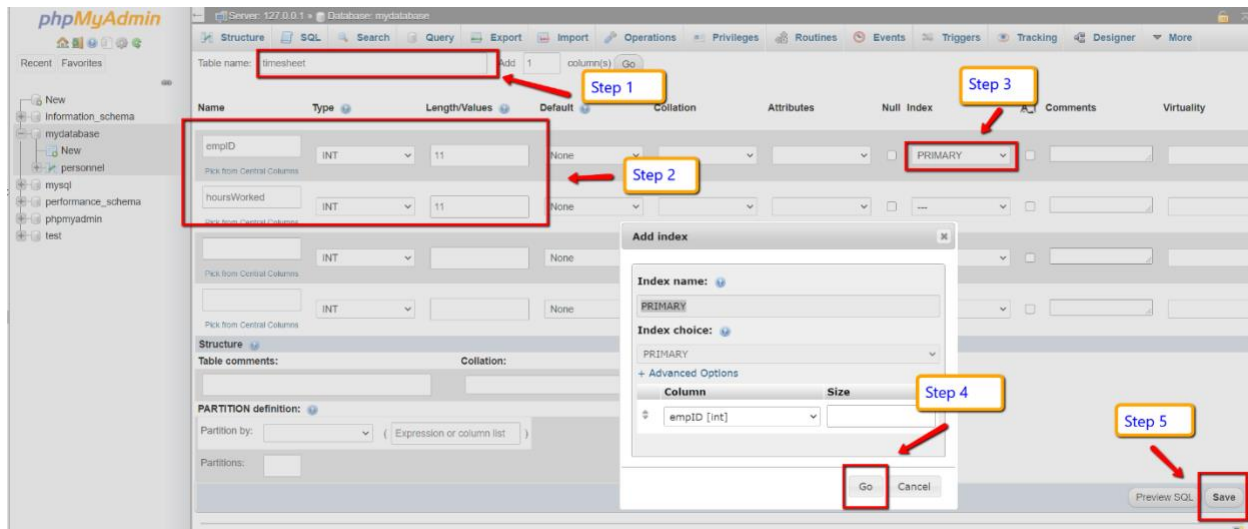 phpMyAdmin
Recent Favorites
New
information_schema
mydatabase
New
personnel
mysql
performance_schema
phpmyadmin
test
Server: 127.0.0.1 » Database: mydatabase
Structure SQL Search Query Export Import Operations Privileges Routines Events Triggers Tracking Designer More
Table name: timesheet Add 1 column(s) Go
Step 1
Step 3
Name Type Length/Values Default Collation Attributes Null Index Comments Virtuality
empID INT 11 None PRIMARY
Pick from Central Columns
Step 2
hoursWorked INT 11 None ---
Pick from Central Columns
INT None
Pick from Central Columns
INT None
Pick from Central Columns
Structure
Table comments: Collation:
PARTITION definition:
Partition by: ( Expression or column list )
Partitions:
Add index
Index name:
PRIMARY
Index choice:
PRIMARY
+ Advanced Options
Column Size
empID [int]
Step 4
Go Cancel
Step 5
Preview SQL Save